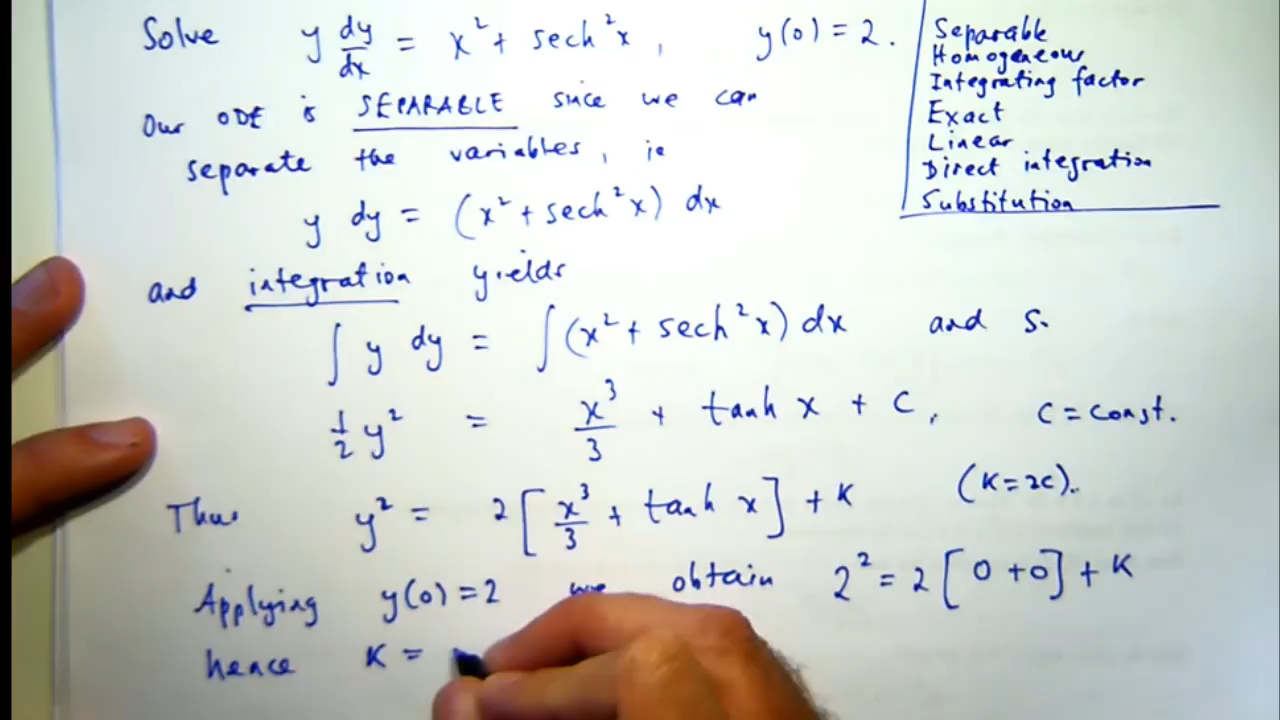 Solve y dy/dx = x² + sech²x, y(0) = 2.
Separable
Homogeneous
Integrating factor
Exact
Linear
Direct integration
Substitution
Our ODE is SEPARABLE since we can
separate the variables, ie
y dy = (x² + sech²x) dx
and integration yields
∫ y dy = ∫(x² + sech²x) dx and so
½y² = x³/3 + tanh x + C, C = const.
Thus y² = 2[x³/3 + tanh x] + K (K=2C).
Applying y(0) = 2 we obtain 2² = 2[0+0] + K
hence K =